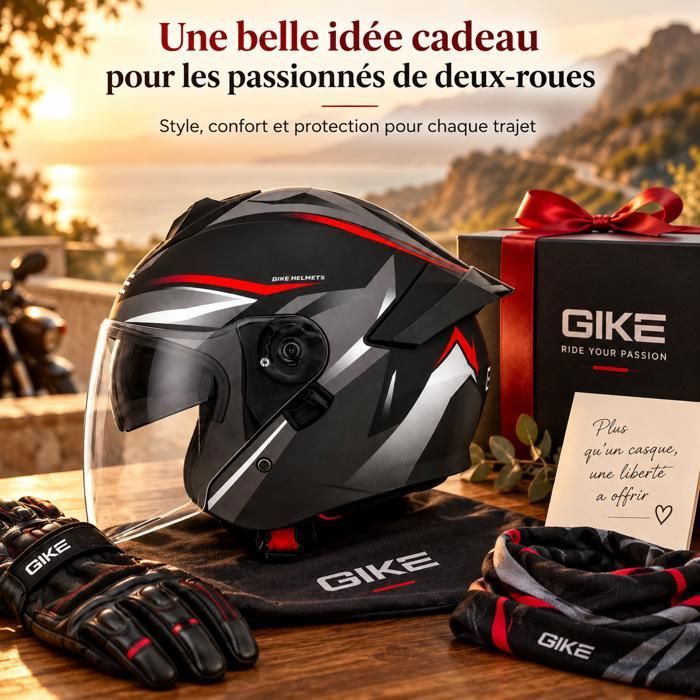 Une belle idée cadeau
pour les passionnés de deux-roues
Style, confort et protection pour chaque trajet
GIKE HELMETS
GIKE
RIDE YOUR PASSION
Plus
qu'un casque,
une liberté
a offrir
GIKE
GIKE
GIKE